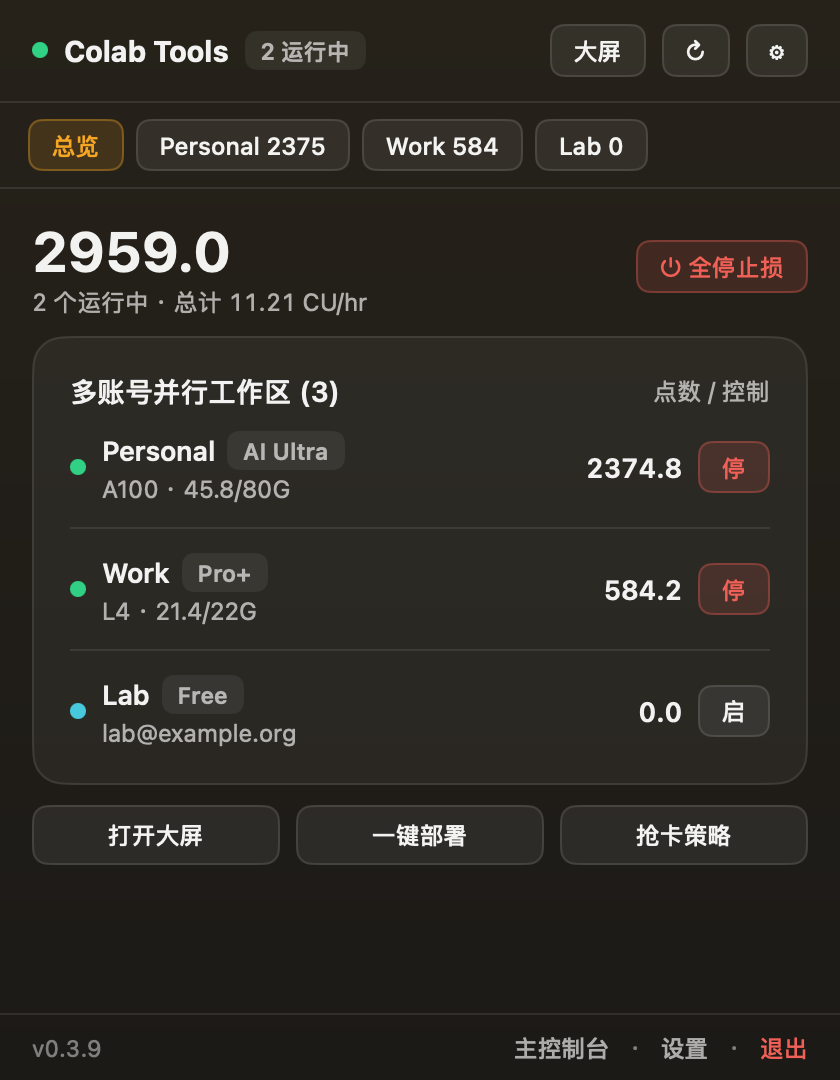 Colab Tools 2 运行中 大屏 ↻ ⚙
总览 Personal 2375 Work 584 Lab 0
2959.0
全停止损
2 个运行中 · 总计 11.21 CU/hr
多账号并行工作区 (3) 点数 / 控制
Personal AI Ultra
A100 · 45.8/80G
2374.8 停
Work Pro+
L4 · 21.4/22G
584.2 停
Lab Free
lab@example.org
0.0 启
打开大屏 一键部署 抢卡策略
v0.3.9 主控制台 · 设置 · 退出